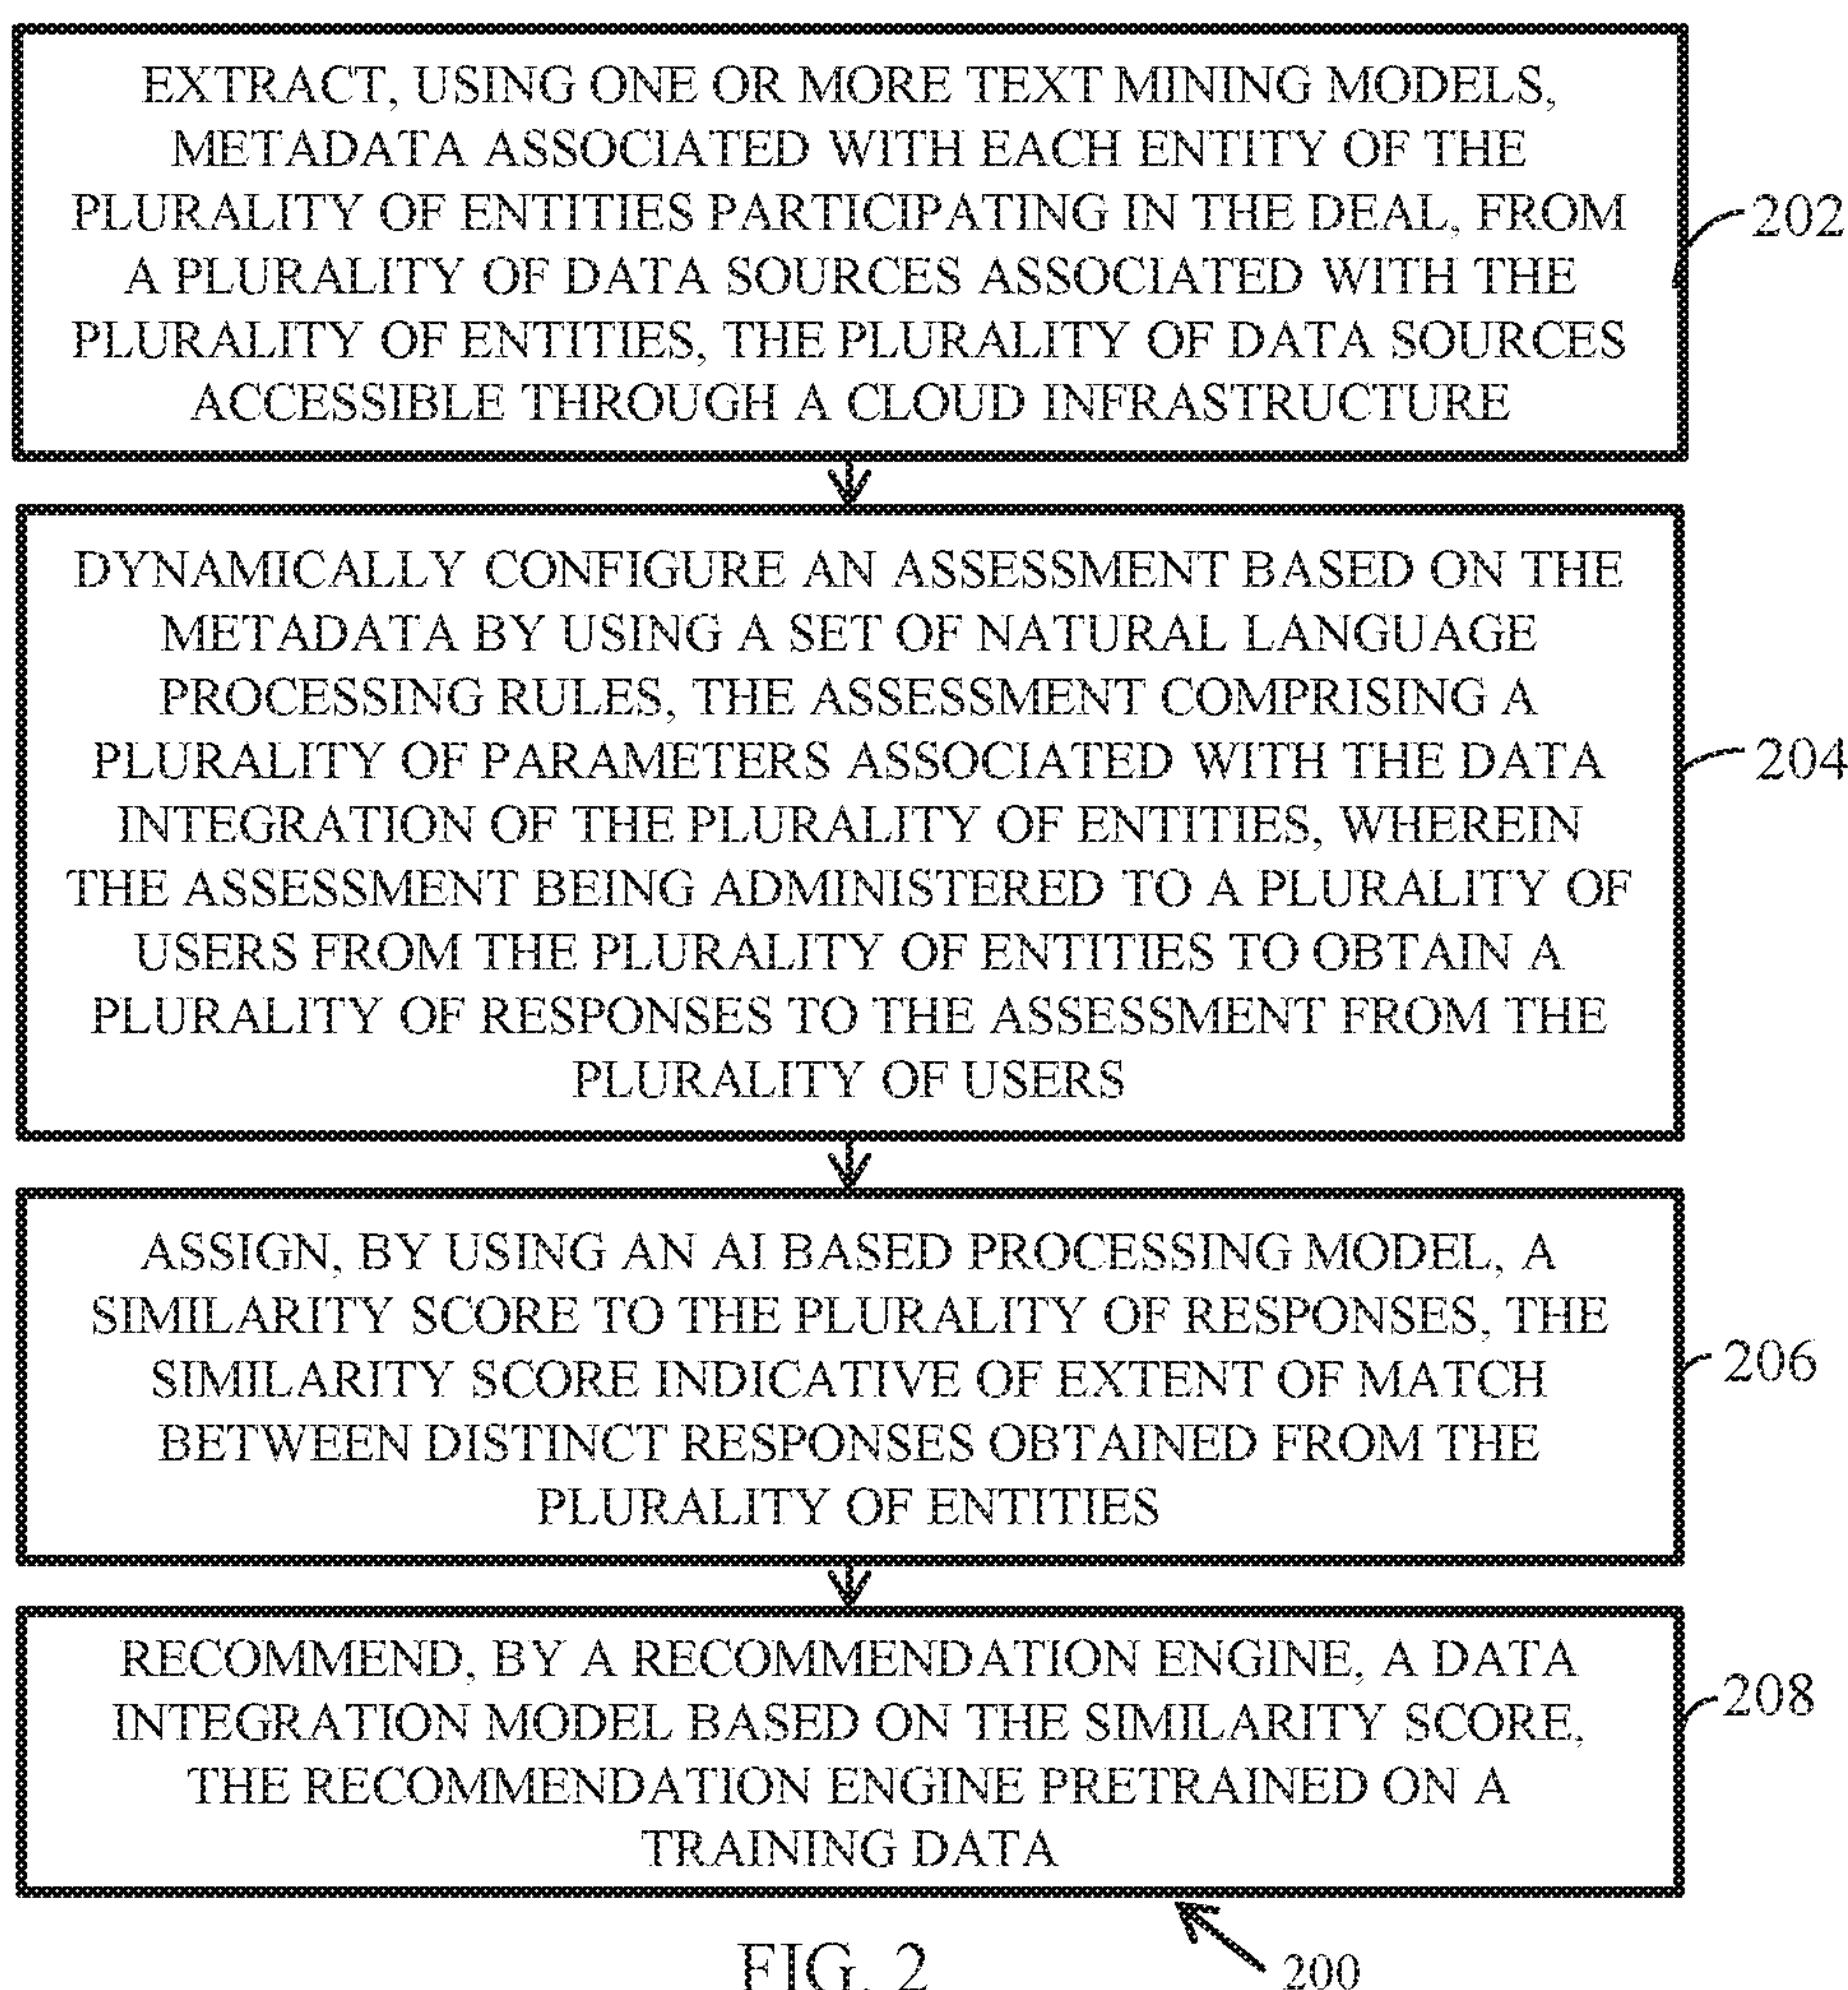 EXTRACT, USING ONE OR MORE TEXT MINING MODELS,
METADATA ASSOCIATED WITH EACH ENTITY OF THE
PLURALITY OF ENTITIES PARTICIPATING IN THE DEAL, FROM
A PLURALITY OF DATA SOURCES ASSOCIATED WITH THE
PLURALITY OF ENTITIES, THE PLURALITY OF DATA SOURCES
ACCESSIBLE THROUGH A CLOUD INFRASTRUCTURE
202
DYNAMICALLY CONFIGURE AN ASSESSMENT BASED ON THE
METADATA BY USING A SET OF NATURAL LANGUAGE
PROCESSING RULES, THE ASSESSMENT COMPRISING A
PLURALITY OF PARAMETERS ASSOCIATED WITH THE DATA
INTEGRATION OF THE PLURALITY OF ENTITIES, WHEREIN
THE ASSESSMENT BEING ADMINISTERED TO A PLURALITY OF
USERS FROM THE PLURALITY OF ENTITIES TO OBTAIN A
PLURALITY OF RESPONSES TO THE ASSESSMENT FROM THE
PLURALITY OF USERS
204
ASSIGN, BY USING AN AI BASED PROCESSING MODEL, A
SIMILARITY SCORE TO THE PLURALITY OF RESPONSES, THE
SIMILARITY SCORE INDICATIVE OF EXTENT OF MATCH
BETWEEN DISTINCT RESPONSES OBTAINED FROM THE
PLURALITY OF ENTITIES
206
RECOMMEND, BY A RECOMMENDATION ENGINE, A DATA
INTEGRATION MODEL BASED ON THE SIMILARITY SCORE,
THE RECOMMENDATION ENGINE PRETRAINED ON A
TRAINING DATA
208
FIG. 2
200